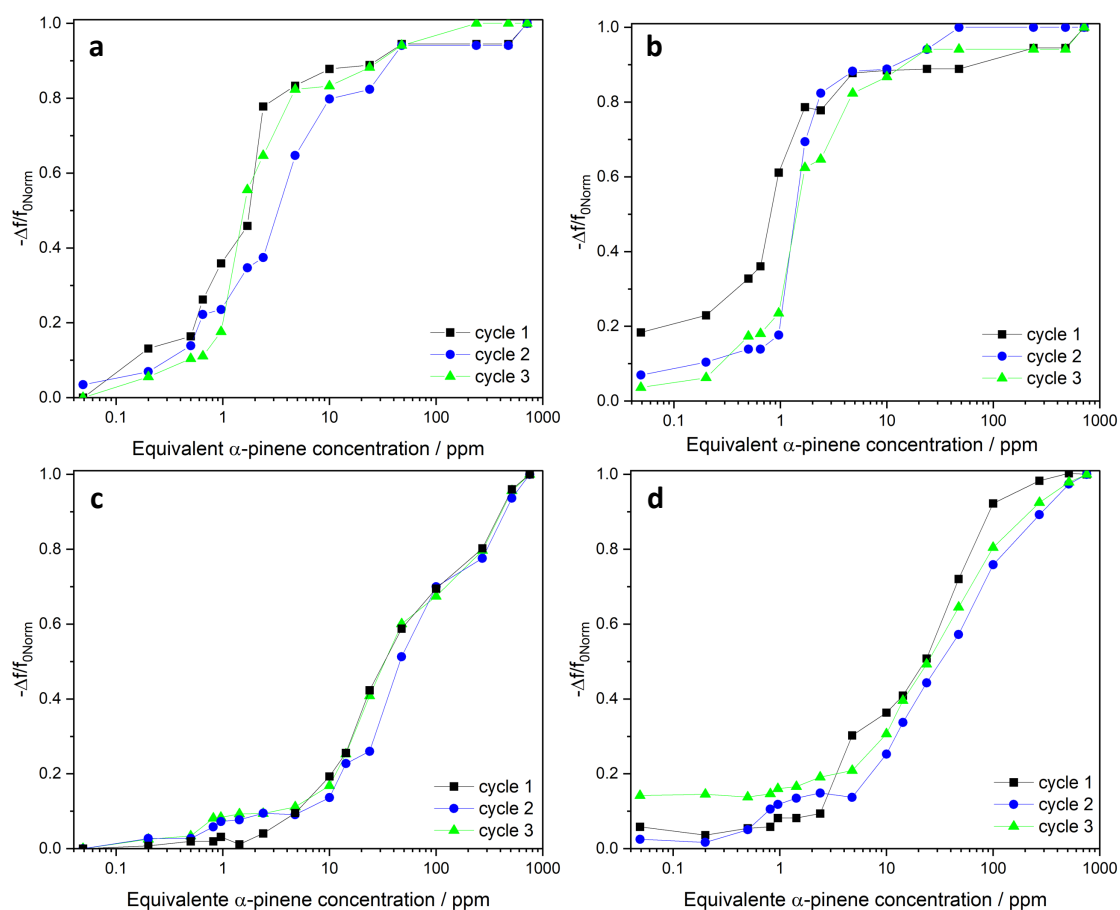 a
1.0
0.8
0.6
0.4
0.2
0.0
-Δf/f0Norm
cycle 1
cycle 2
cycle 3
0.1 1 10 100 1000
Equivalent α-pinene concentration / ppm
b
1.0
0.8
0.6
0.4
0.2
0.0
-Δf/f0Norm
cycle 1
cycle 2
cycle 3
0.1 1 10 100 1000
Equivalent α-pinene concentration / ppm
c
1.0
0.8
0.6
0.4
0.2
0.0
-Δf/f0Norm
cycle 1
cycle 2
cycle 3
0.1 1 10 100 1000
Equivalente α-pinene concentration / ppm
d
1.0
0.8
0.6
0.4
0.2
0.0
-Δf/f0Norm
cycle 1
cycle 2
cycle 3
0.1 1 10 100 1000
Equivalente α-pinene concentration / ppm